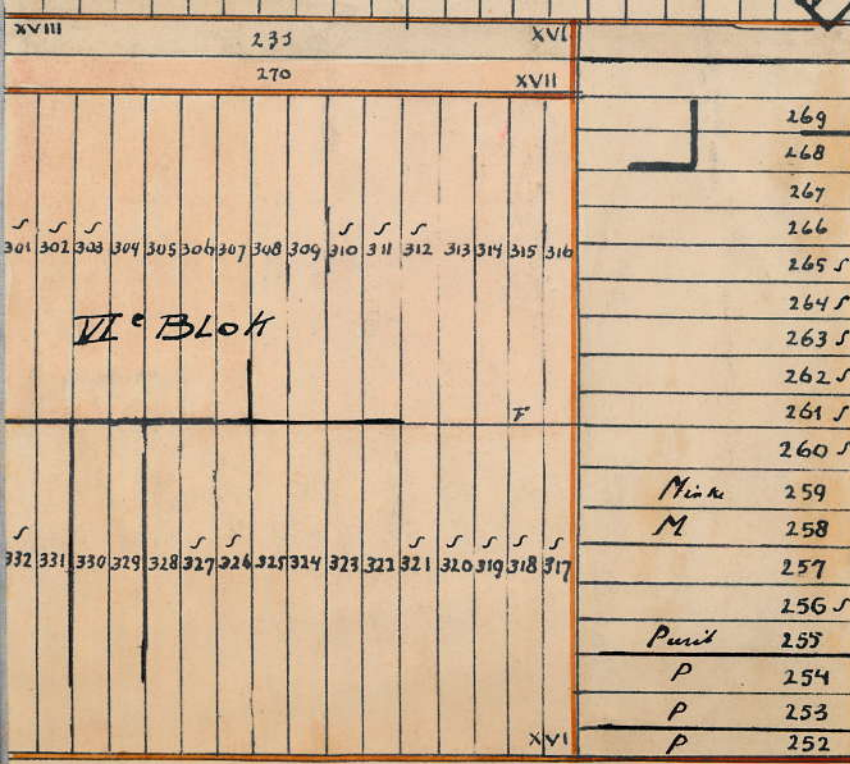 XVIII 235 XVI
270 XVII
269
268
267
266
265 S
264 S
263 S
262 S
261 S
260 S
259
M 258
257
256 S
255
P 254
P 253
P 252
S S S S S S
301 302 303 304 305 306 307 308 309 310 311 312 313 314 315 316
VIe BLOK
F
S S S S S S S S
332 331 330 329 328 327 326 325 324 323 322 321 320 319 318 317
XVI